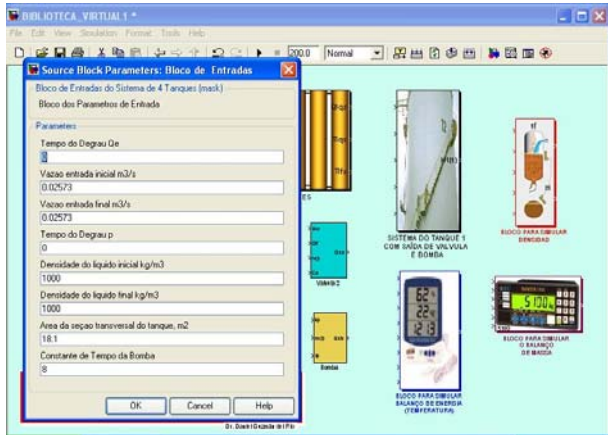 BIBLIOTECA_VIRTUAL1 *
File Edit View Simulation Format Tools Help
200.0 Normal
Source Block Parameters: Bloco de Entradas
Bloco de Entradas do Sistema de 4 Tanques (mask)
Bloco dos Parametros de Entrada
Parameters
Tempo do Degrau Qe
0
Vazao entrada inicial m3/s
0.02573
Vazao entrada final m3/s
0.02573
Tempo do Degrau p
0
Densidade do liquido inicial kg/m3
1000
Densidade do liquido final kg/m3
1000
Area da seçao transversal do tanque, m2
18.1
Constante de Tempo da Bomba
8
OK Cancel Help
SISTEMA DO TANQUE 1
COM SAÍDA DE VALVULA
E BOMBA
BLOCO PARA SIMULAR
DENSIDAD
Bomba
BLOCO PARA SIMULAR
BALANÇO DE ENERGIA
(TEMPERATURA)
BLOCO PARA SIMULAR
O BALANÇO
DE MASSA